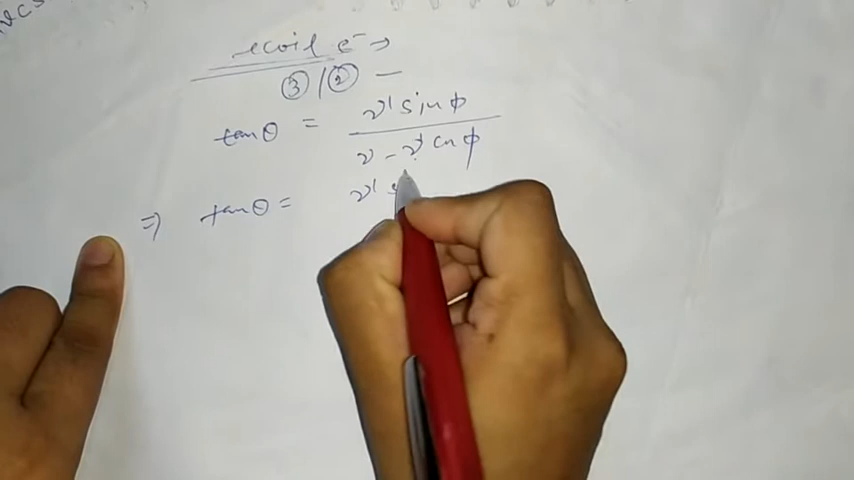 recoil e⁻ →
③/② —
tanθ = ν' sin φ / ν - ν' cos φ
⇒ tanθ = ν' s